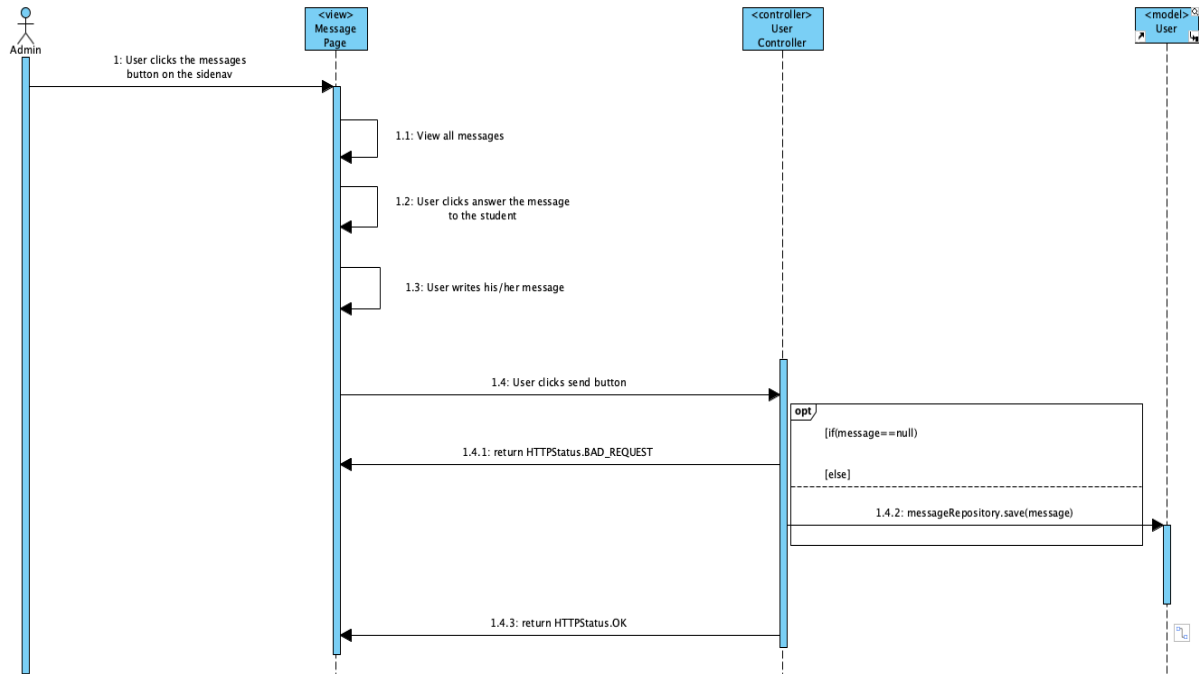 <view>
Message
Page
<controller>
User
Controller
<model>
User
Admin
1: User clicks the messages
button on the sidenav
1.1: View all messages
1.2: User clicks answer the message
to the student
1.3: User writes his/her message
1.4: User clicks send button
opt
[if(message==null)
1.4.1: return HTTPStatus.BAD_REQUEST
[else]
1.4.2: messageRepository.save(message)
1.4.3: return HTTPStatus.OK